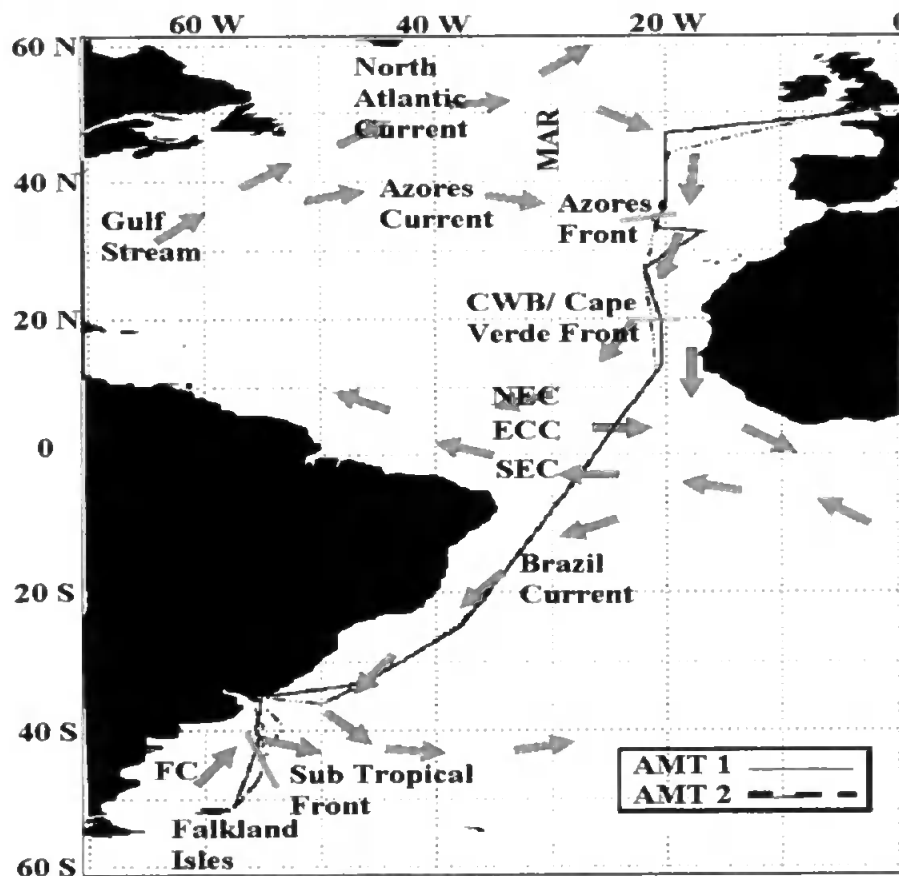 60 W
40 W
20 W
0
60 N
North
Atlantic
Current
MAR
40 N
Azores
Current
Azores
Front
Gulf
Stream
CWB/ Cape
Verde Front
20 N
NEC
ECC
0
SEC
Brazil
Current
20 S
40 S
FC
Sub Tropical
Front
AMT 1
AMT 2
Falkland
Isles
60 S